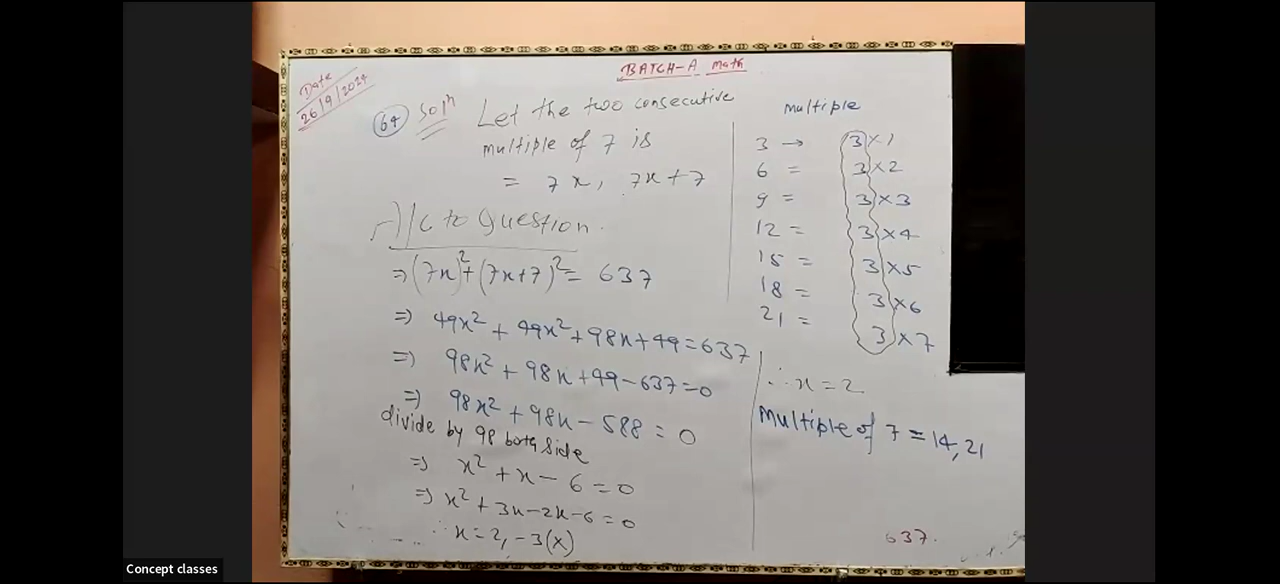 BATCH-A Math
Date
26/9/2024
64 Solⁿ Let the two consecutive
multiple of 7 is
= 7x, 7x+7
A/c to Question.
⇒ (7x)² + (7x+7)² = 637
⇒ 49x² + 49x² + 98x + 49 = 637
⇒ 98x² + 98x + 49 - 637 = 0
⇒ 98x² + 98x - 588 = 0
divide by 98 both side
⇒ x² + x - 6 = 0
⇒ x² + 3x - 2x - 6 = 0
∴ x = 2, -3(x)
multiple
3 → 3×1
6 = 3×2
9 = 3×3
12 = 3×4
15 = 3×5
18 = 3×6
21 = 3×7
∴ x = 2
multiple of 7 = 14, 21
637.
Concept classes